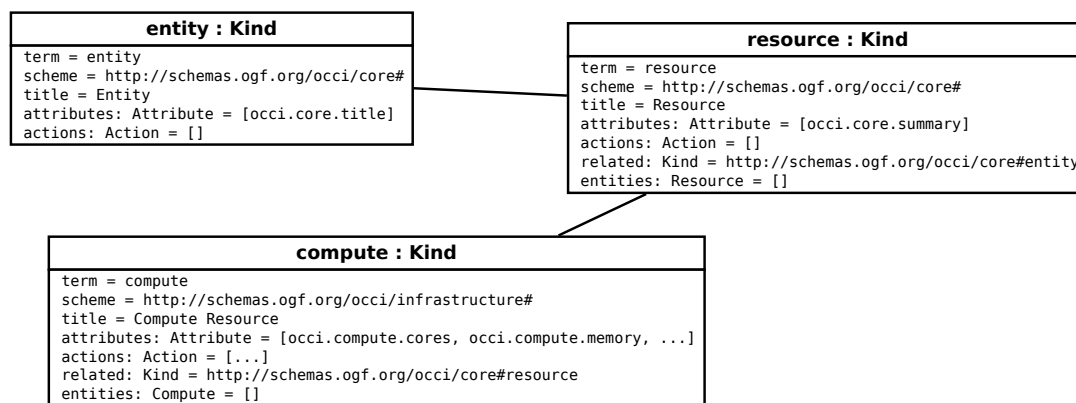 entity : Kind
term = entity
scheme = http://schemas.ogf.org/occi/core#
title = Entity
attributes: Attribute = [occi.core.title]
actions: Action = []
resource : Kind
term = resource
scheme = http://schemas.ogf.org/occi/core#
title = Resource
attributes: Attribute = [occi.core.summary]
actions: Action = []
related: Kind = http://schemas.ogf.org/occi/core#entity
entities: Resource = []
compute : Kind
term = compute
scheme = http://schemas.ogf.org/occi/infrastructure#
title = Compute Resource
attributes: Attribute = [occi.compute.cores, occi.compute.memory, ...]
actions: Action = [...]
related: Kind = http://schemas.ogf.org/occi/core#resource
entities: Compute = []